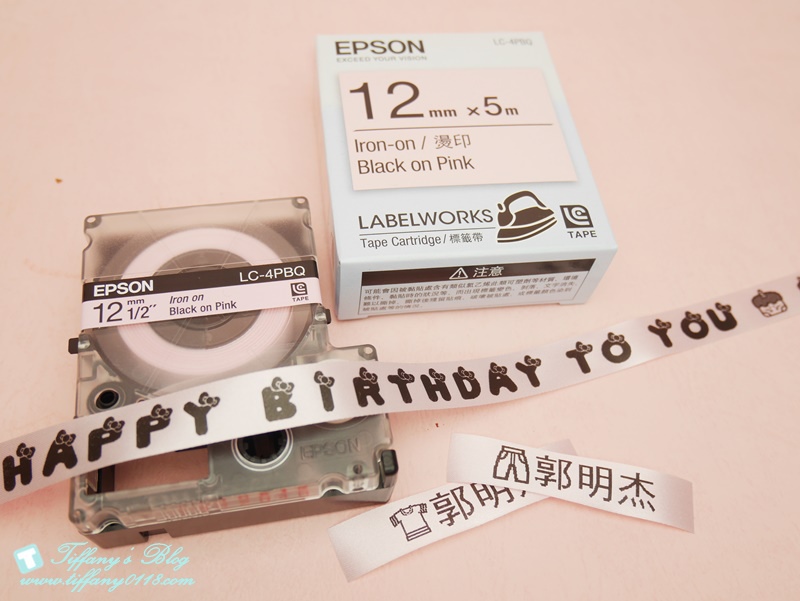 EPSON
EXCEED YOUR VISION
LC-4PBQ
12mm ×5m
Iron-on / 燙印
Black on Pink
LABELWORKS
Tape Cartridge / 標籤帶
LC
TAPE
注意
EPSON
LC-4PBQ
12 mm 1/2″
Iron on
Black on Pink
LC
TAPE
HAPPY BIRTHDAY TO YOU
EPSON
郭明杰
郭明
Tiffany's Blog
www.tiffany0118.com